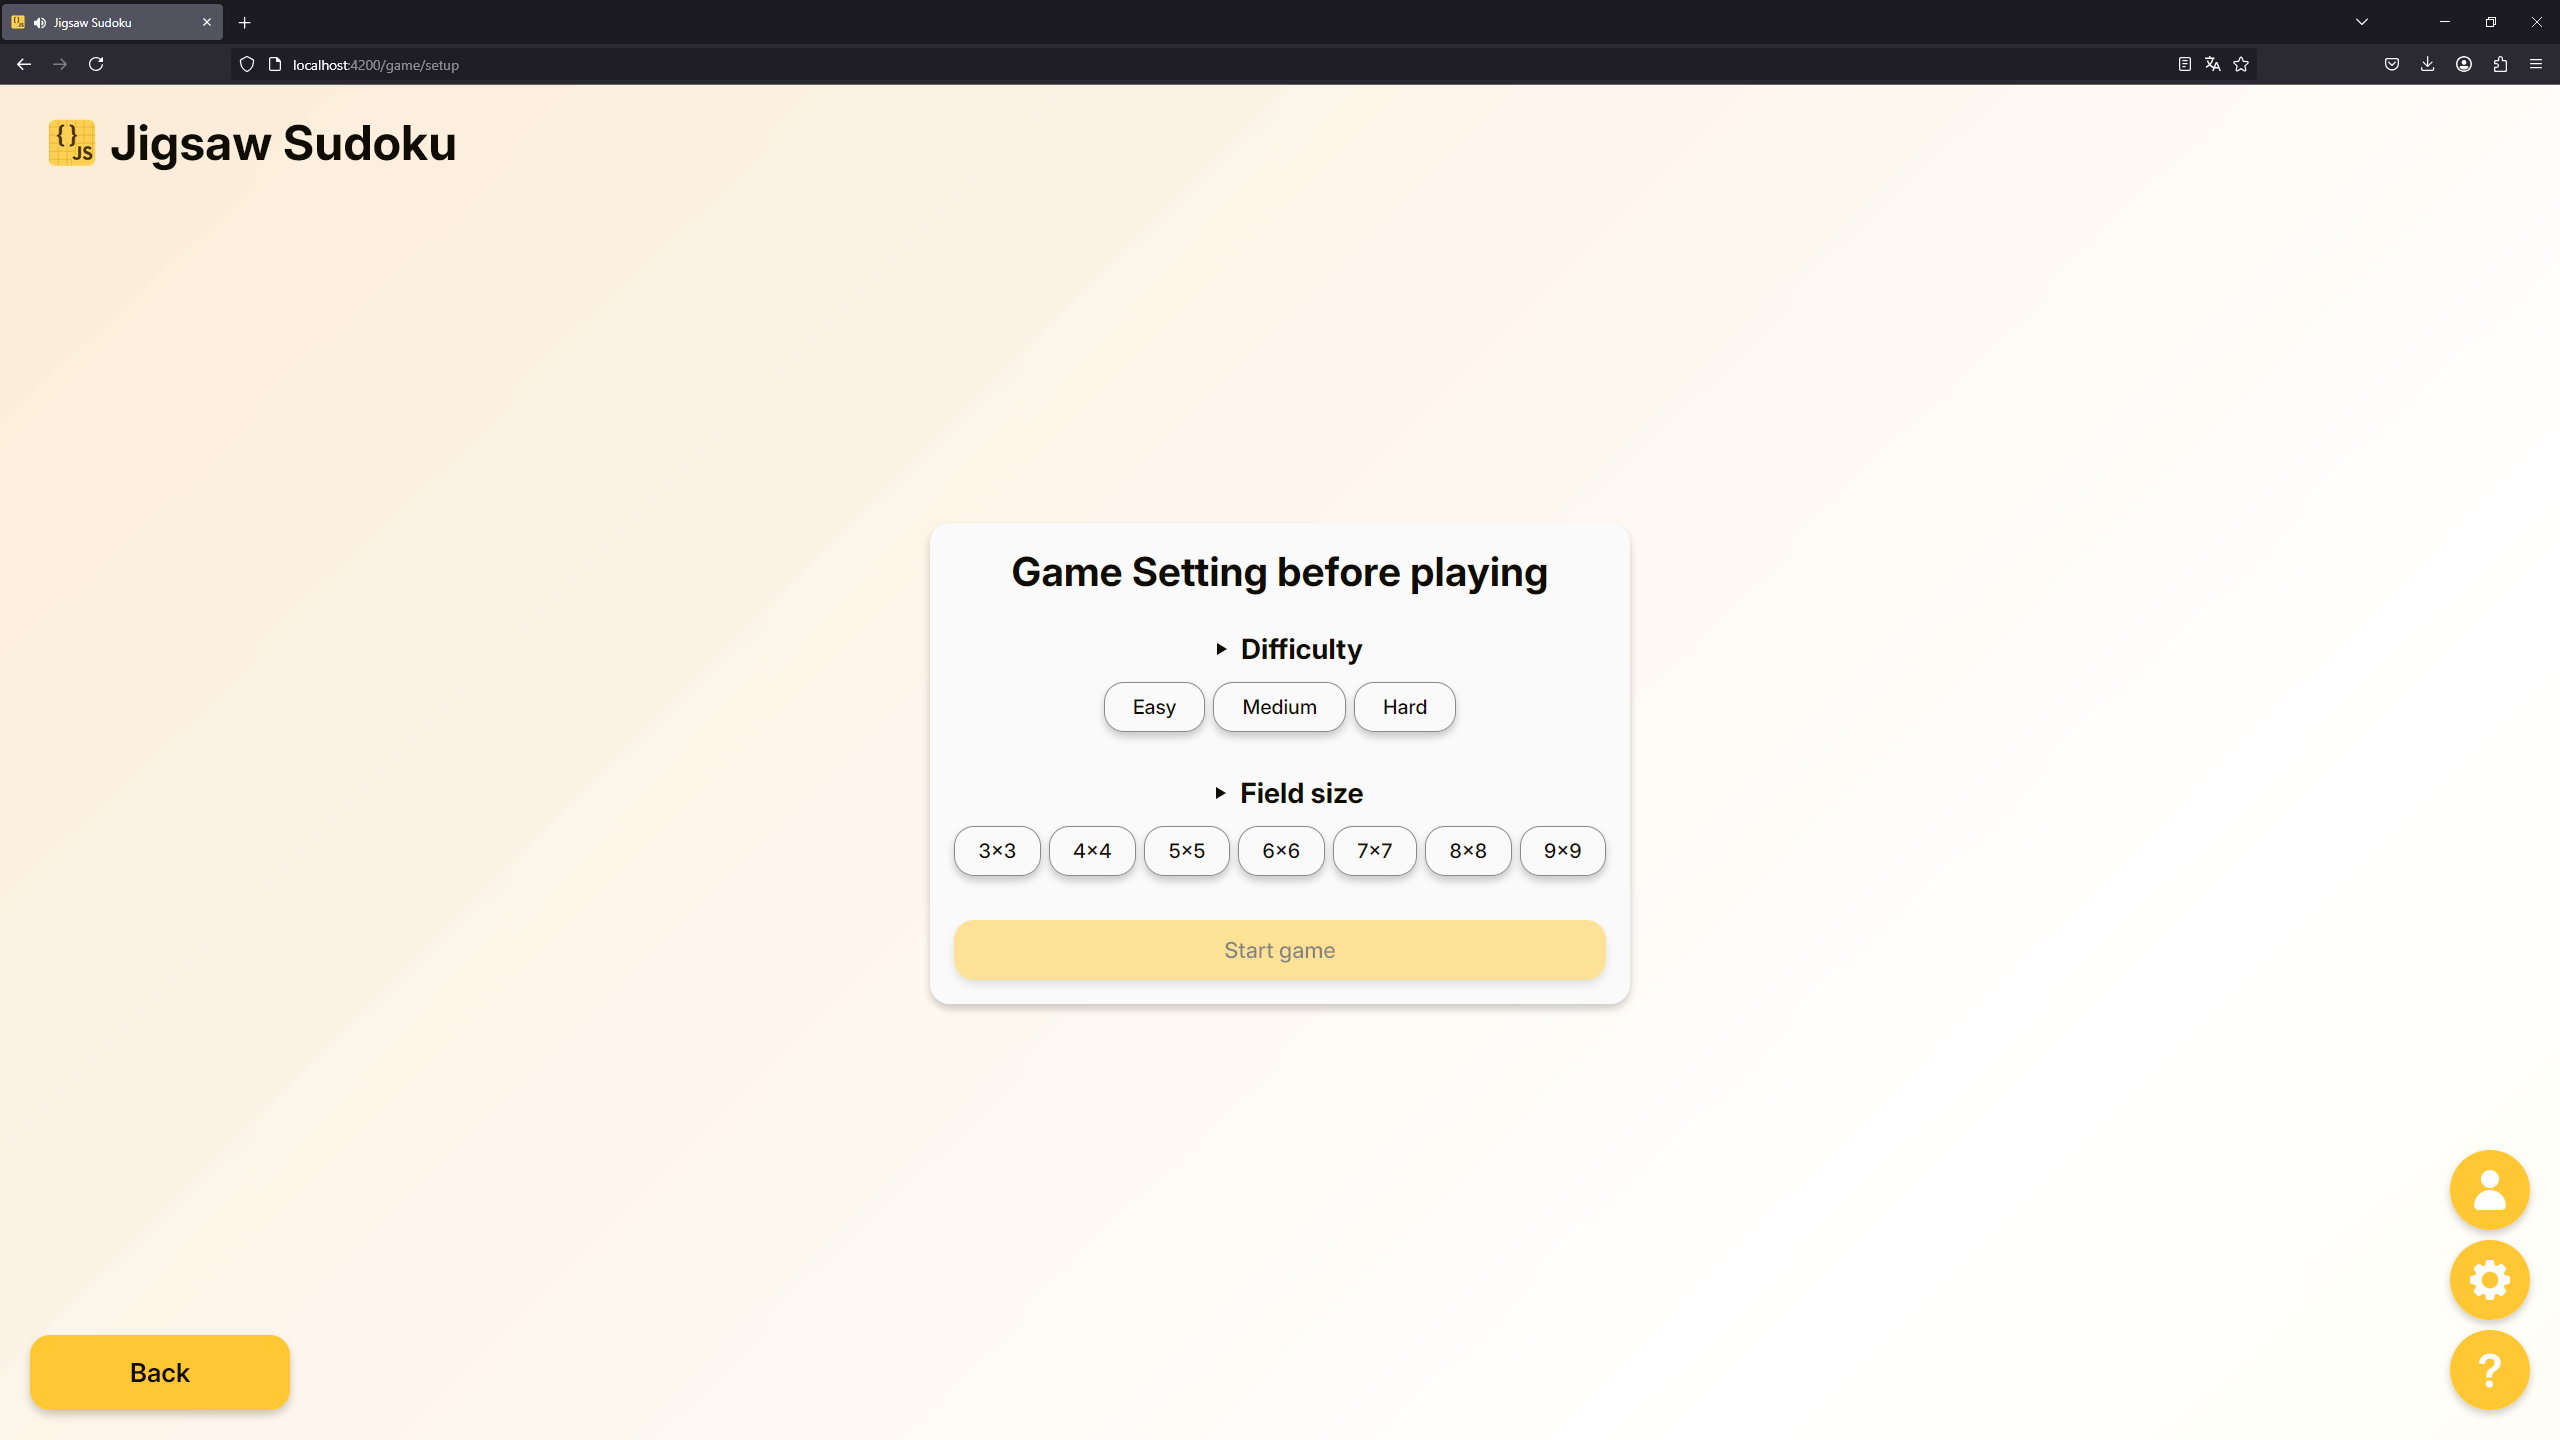 Jigsaw Sudoku
localhost:4200/game/setup
{} JS
Jigsaw Sudoku
Game Setting before playing
Difficulty
Easy Medium Hard
Field size
3×3 4×4 5×5 6×6 7×7 8×8 9×9
Start game
Back
?